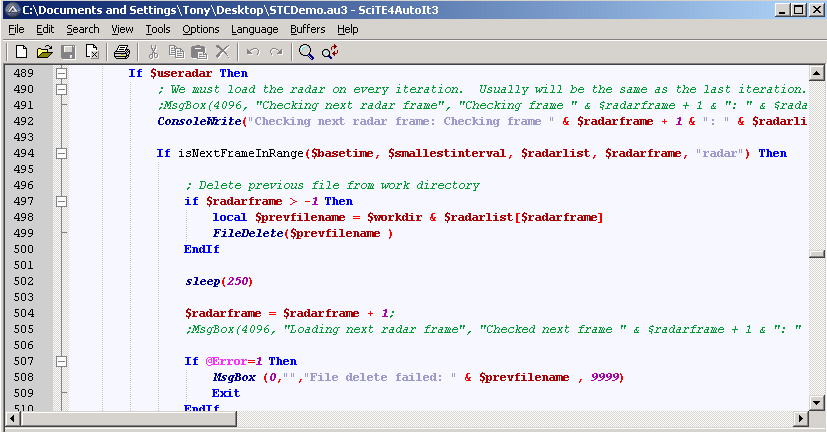 C:\Documents and Settings\Tony\Desktop\STCDemo.au3 - SciTE4AutoIt3
File Edit Search View Tools Options Language Buffers Help
489 If $useradar Then
490 ; We must load the radar on every iteration.  Usually will be the same as the last iteration.
491 ;MsgBox(4096, "Checking next radar frame", "Checking frame " & $radarframe + 1 & ": " & $rada
492 ConsoleWrite("Checking next radar frame: Checking frame " & $radarframe + 1 & ": " & $radarli
493
494 If isNextFrameInRange($basetime, $smallestinterval, $radarlist, $radarframe, "radar") Then
495
496 ; Delete previous file from work directory
497 if $radarframe > -1 Then
498 local $prevfilename = $workdir & $radarlist[$radarframe]
499 FileDelete($prevfilename )
500 EndIf
501
502 sleep(250)
503
504 $radarframe = $radarframe + 1;
505 ;MsgBox(4096, "Loading next radar frame", "Checked next frame " & $radarframe + 1 & ": "
506
507 If @Error=1 Then
508 MsgBox (0,"","File delete failed: " & $prevfilename , 9999)
509 Exit
510 EndIf